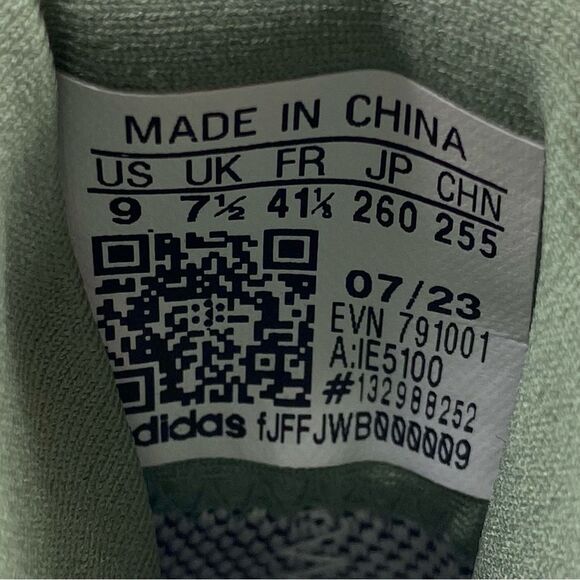 MADE IN CHINA
US UK FR JP CHN
9 7½ 41⅓ 260 255
07/23
EVN 791001
A:IE5100
#132988252
adidas fJFFJWB000009